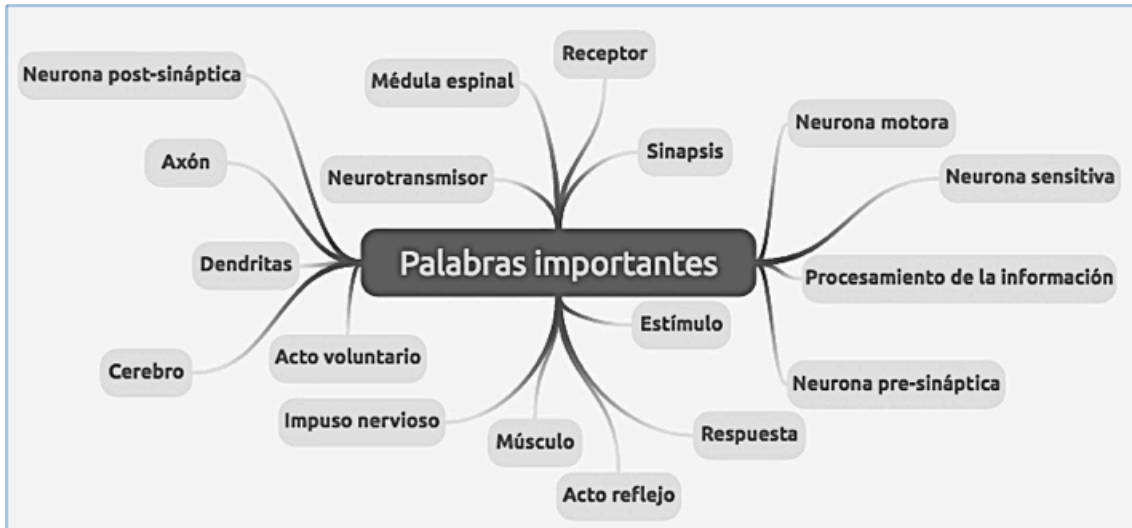 Receptor
Neurona post-sináptica
Médula espinal
Neurona motora
Axón
Sinapsis
Neurotransmisor
Neurona sensitiva
Dendritas
Palabras importantes
Procesamiento de la información
Estímulo
Acto voluntario
Cerebro
Neurona pre-sináptica
Impuso nervioso
Músculo
Respuesta
Acto reflejo